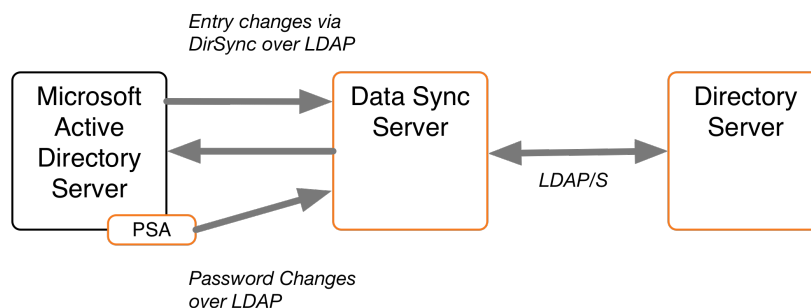 Entry changes via
DirSync over LDAP
Microsoft
Active
Directory
Server
Data Sync
Server
Directory
Server
LDAP/S
PSA
Password Changes
over LDAP